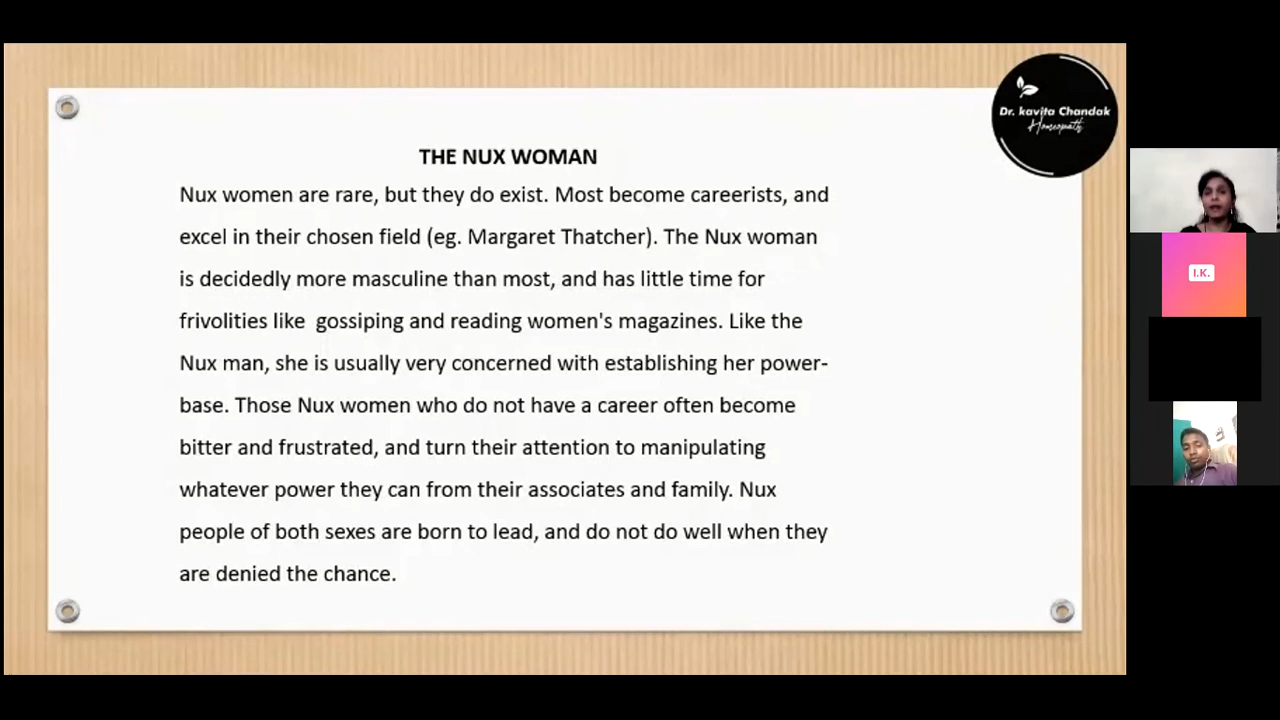 Dr. kavita Chandak
Homeopath
THE NUX WOMAN
Nux women are rare, but they do exist. Most become careerists, and
excel in their chosen field (eg. Margaret Thatcher). The Nux woman
is decidedly more masculine than most, and has little time for
frivolities like  gossiping and reading women's magazines. Like the
Nux man, she is usually very concerned with establishing her power-
base. Those Nux women who do not have a career often become
bitter and frustrated, and turn their attention to manipulating
whatever power they can from their associates and family. Nux
people of both sexes are born to lead, and do not do well when they
are denied the chance.
I.K.